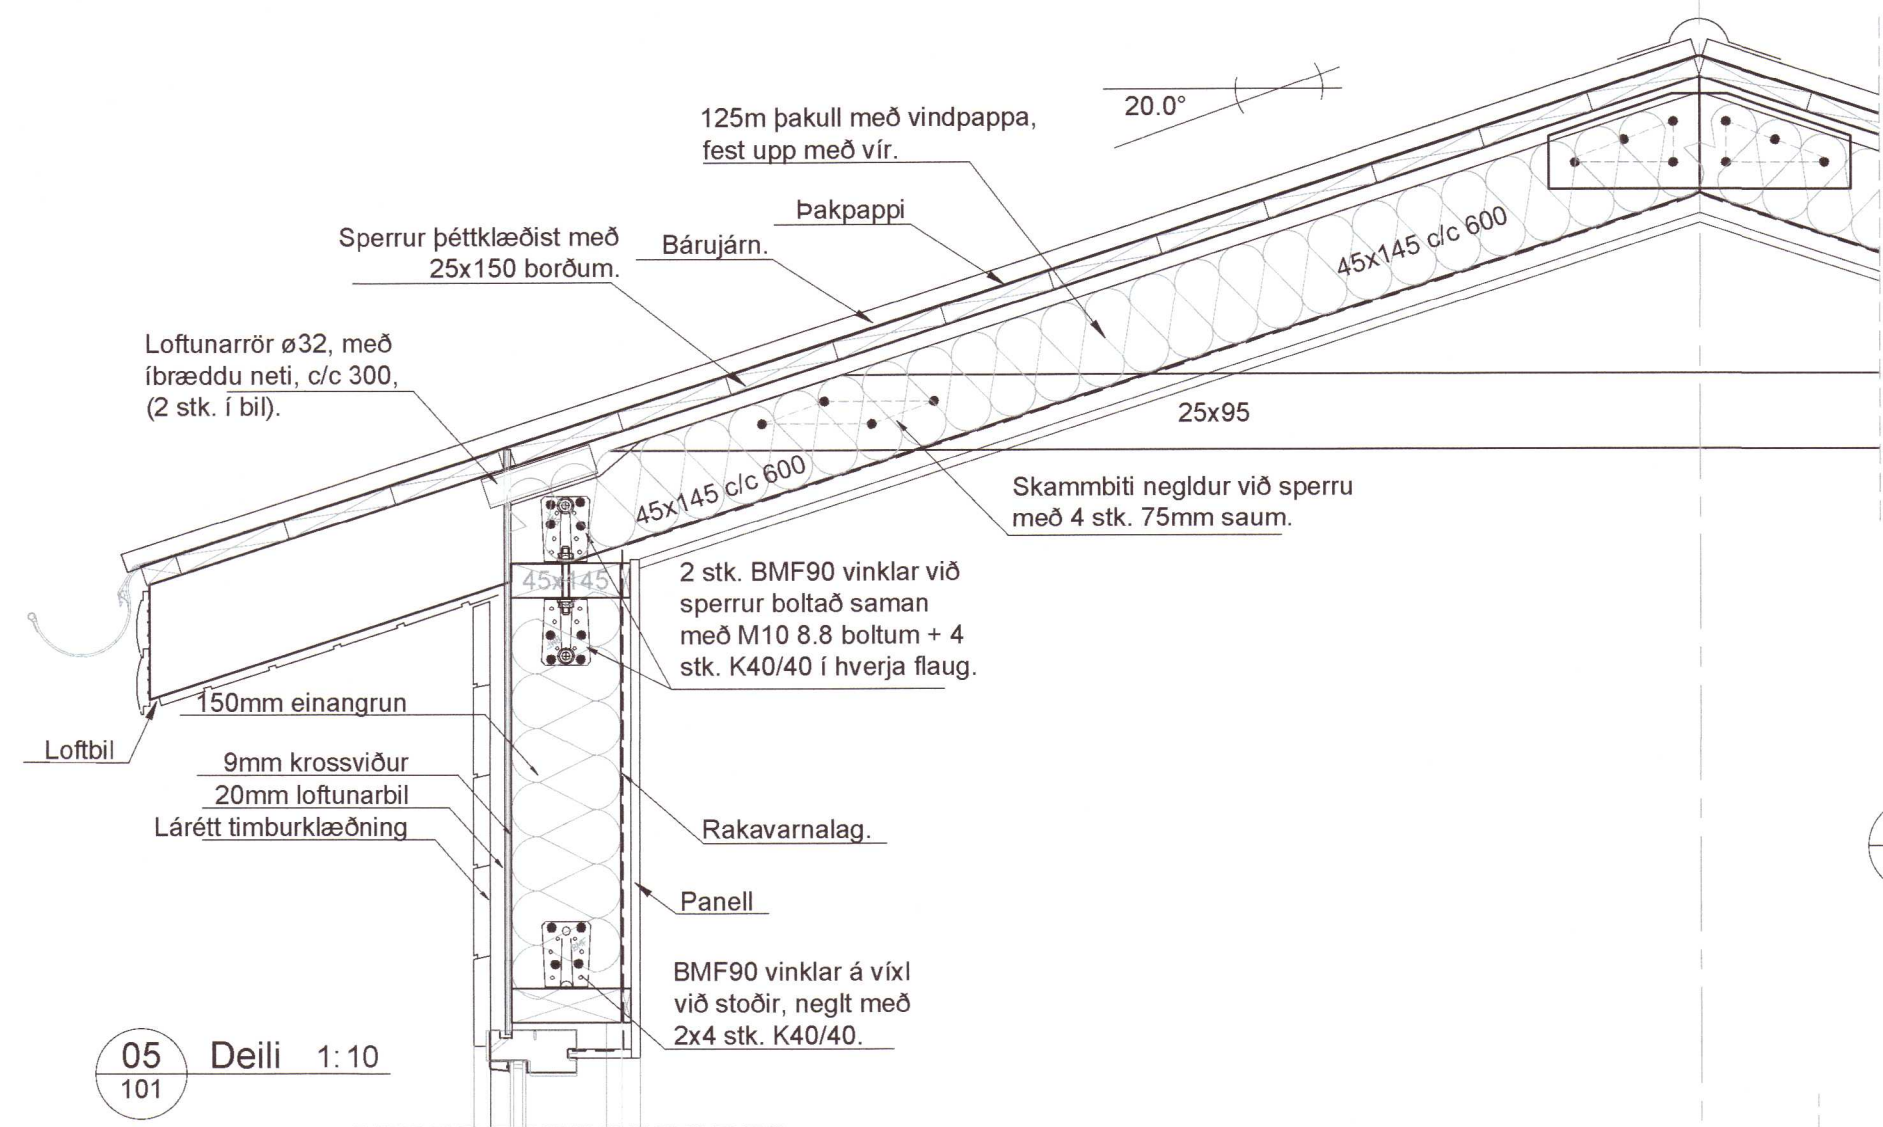 20.0°
125m þakull með vindpappa,
fest upp með vír.
Þakpappi
Sperrur þéttklæðist með
25x150 borðum.
Bárujárn.
45x145 c/c 600
Loftunarrör ø32, með
íbræddu neti, c/c 300,
(2 stk. í bil).
25x95
45x145 c/c 600
Skammbiti negldur við sperru
með 4 stk. 75mm saum.
45x145
2 stk. BMF90 vinklar við
sperrur boltað saman
með M10 8.8 boltum + 4
stk. K40/40 í hverja flaug.
150mm einangrun
Loftbil
9mm krossviður
20mm loftunarbil
Lárétt timburklæðning
Rakavarnalag.
Panell
BMF90 vinklar á víxl
við stoðir, neglt með
2x4 stk. K40/40.
05 Deili 1:10
101